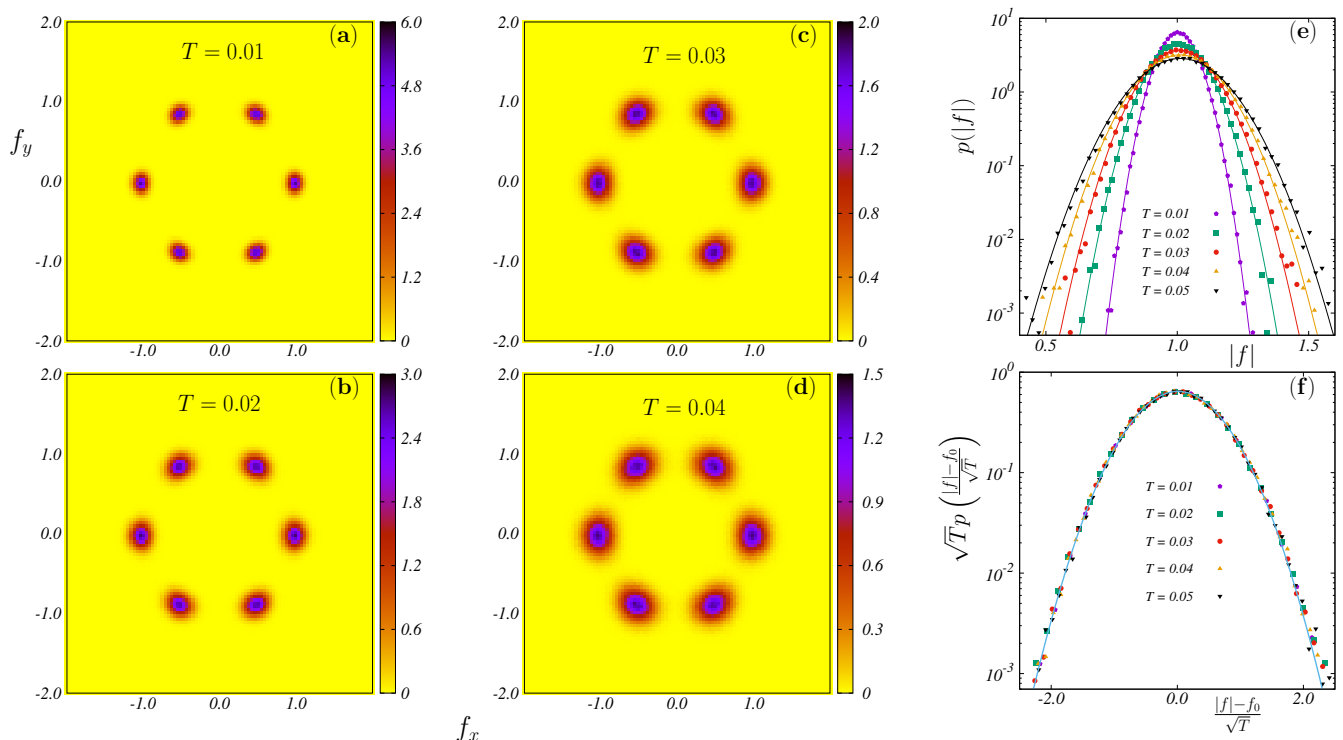 (a)
T = 0.01
2.0
1.0
0.0
-1.0
-2.0
-1.0
0.0
1.0
6.0
4.8
3.6
2.4
1.2
0
(c)
T = 0.03
2.0
1.0
0.0
-1.0
-2.0
-1.0
0.0
1.0
2.0
1.6
1.2
0.8
0.4
0
(b)
T = 0.02
2.0
1.0
0.0
-1.0
-2.0
-1.0
0.0
1.0
3.0
2.4
1.8
1.2
0.6
0
(d)
T = 0.04
2.0
1.0
0.0
-1.0
-2.0
-1.0
0.0
1.0
1.5
1.2
0.9
0.6
0.3
0
f_y
f_x
(e)
p(|f|)
10^1
10^0
10^-1
10^-2
10^-3
T = 0.01
T = 0.02
T = 0.03
T = 0.04
T = 0.05
0.5
1.0
1.5
|f|
(f)
√T p((|f|−f_0)/√T)
10^0
10^-1
10^-2
10^-3
T = 0.01
T = 0.02
T = 0.03
T = 0.04
T = 0.05
-2.0
0.0
2.0
(|f|−f_0)/√T